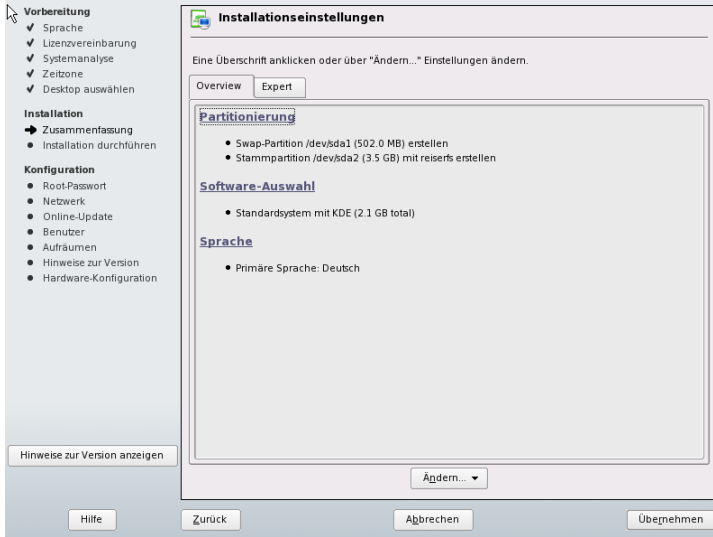 Vorbereitung
Sprache
Lizenzvereinbarung
Systemanalyse
Zeitzone
Desktop auswählen
Installation
Zusammenfassung
Installation durchführen
Konfiguration
Root-Passwort
Netzwerk
Online-Update
Benutzer
Aufräumen
Hinweise zur Version
Hardware-Konfiguration
Hinweise zur Version anzeigen
Hilfe
Installationseinstellungen
Eine Überschrift anklicken oder über "Ändern..." Einstellungen ändern.
Overview Expert
Partitionierung
Swap-Partition /dev/sda1 (502.0 MB) erstellen
Stammpartition /dev/sda2 (3.5 GB) mit reiserfs erstellen
Software-Auswahl
Standardsystem mit KDE (2.1 GB total)
Sprache
Primäre Sprache: Deutsch
Ändern...
Zurück Abbrechen Übernehmen